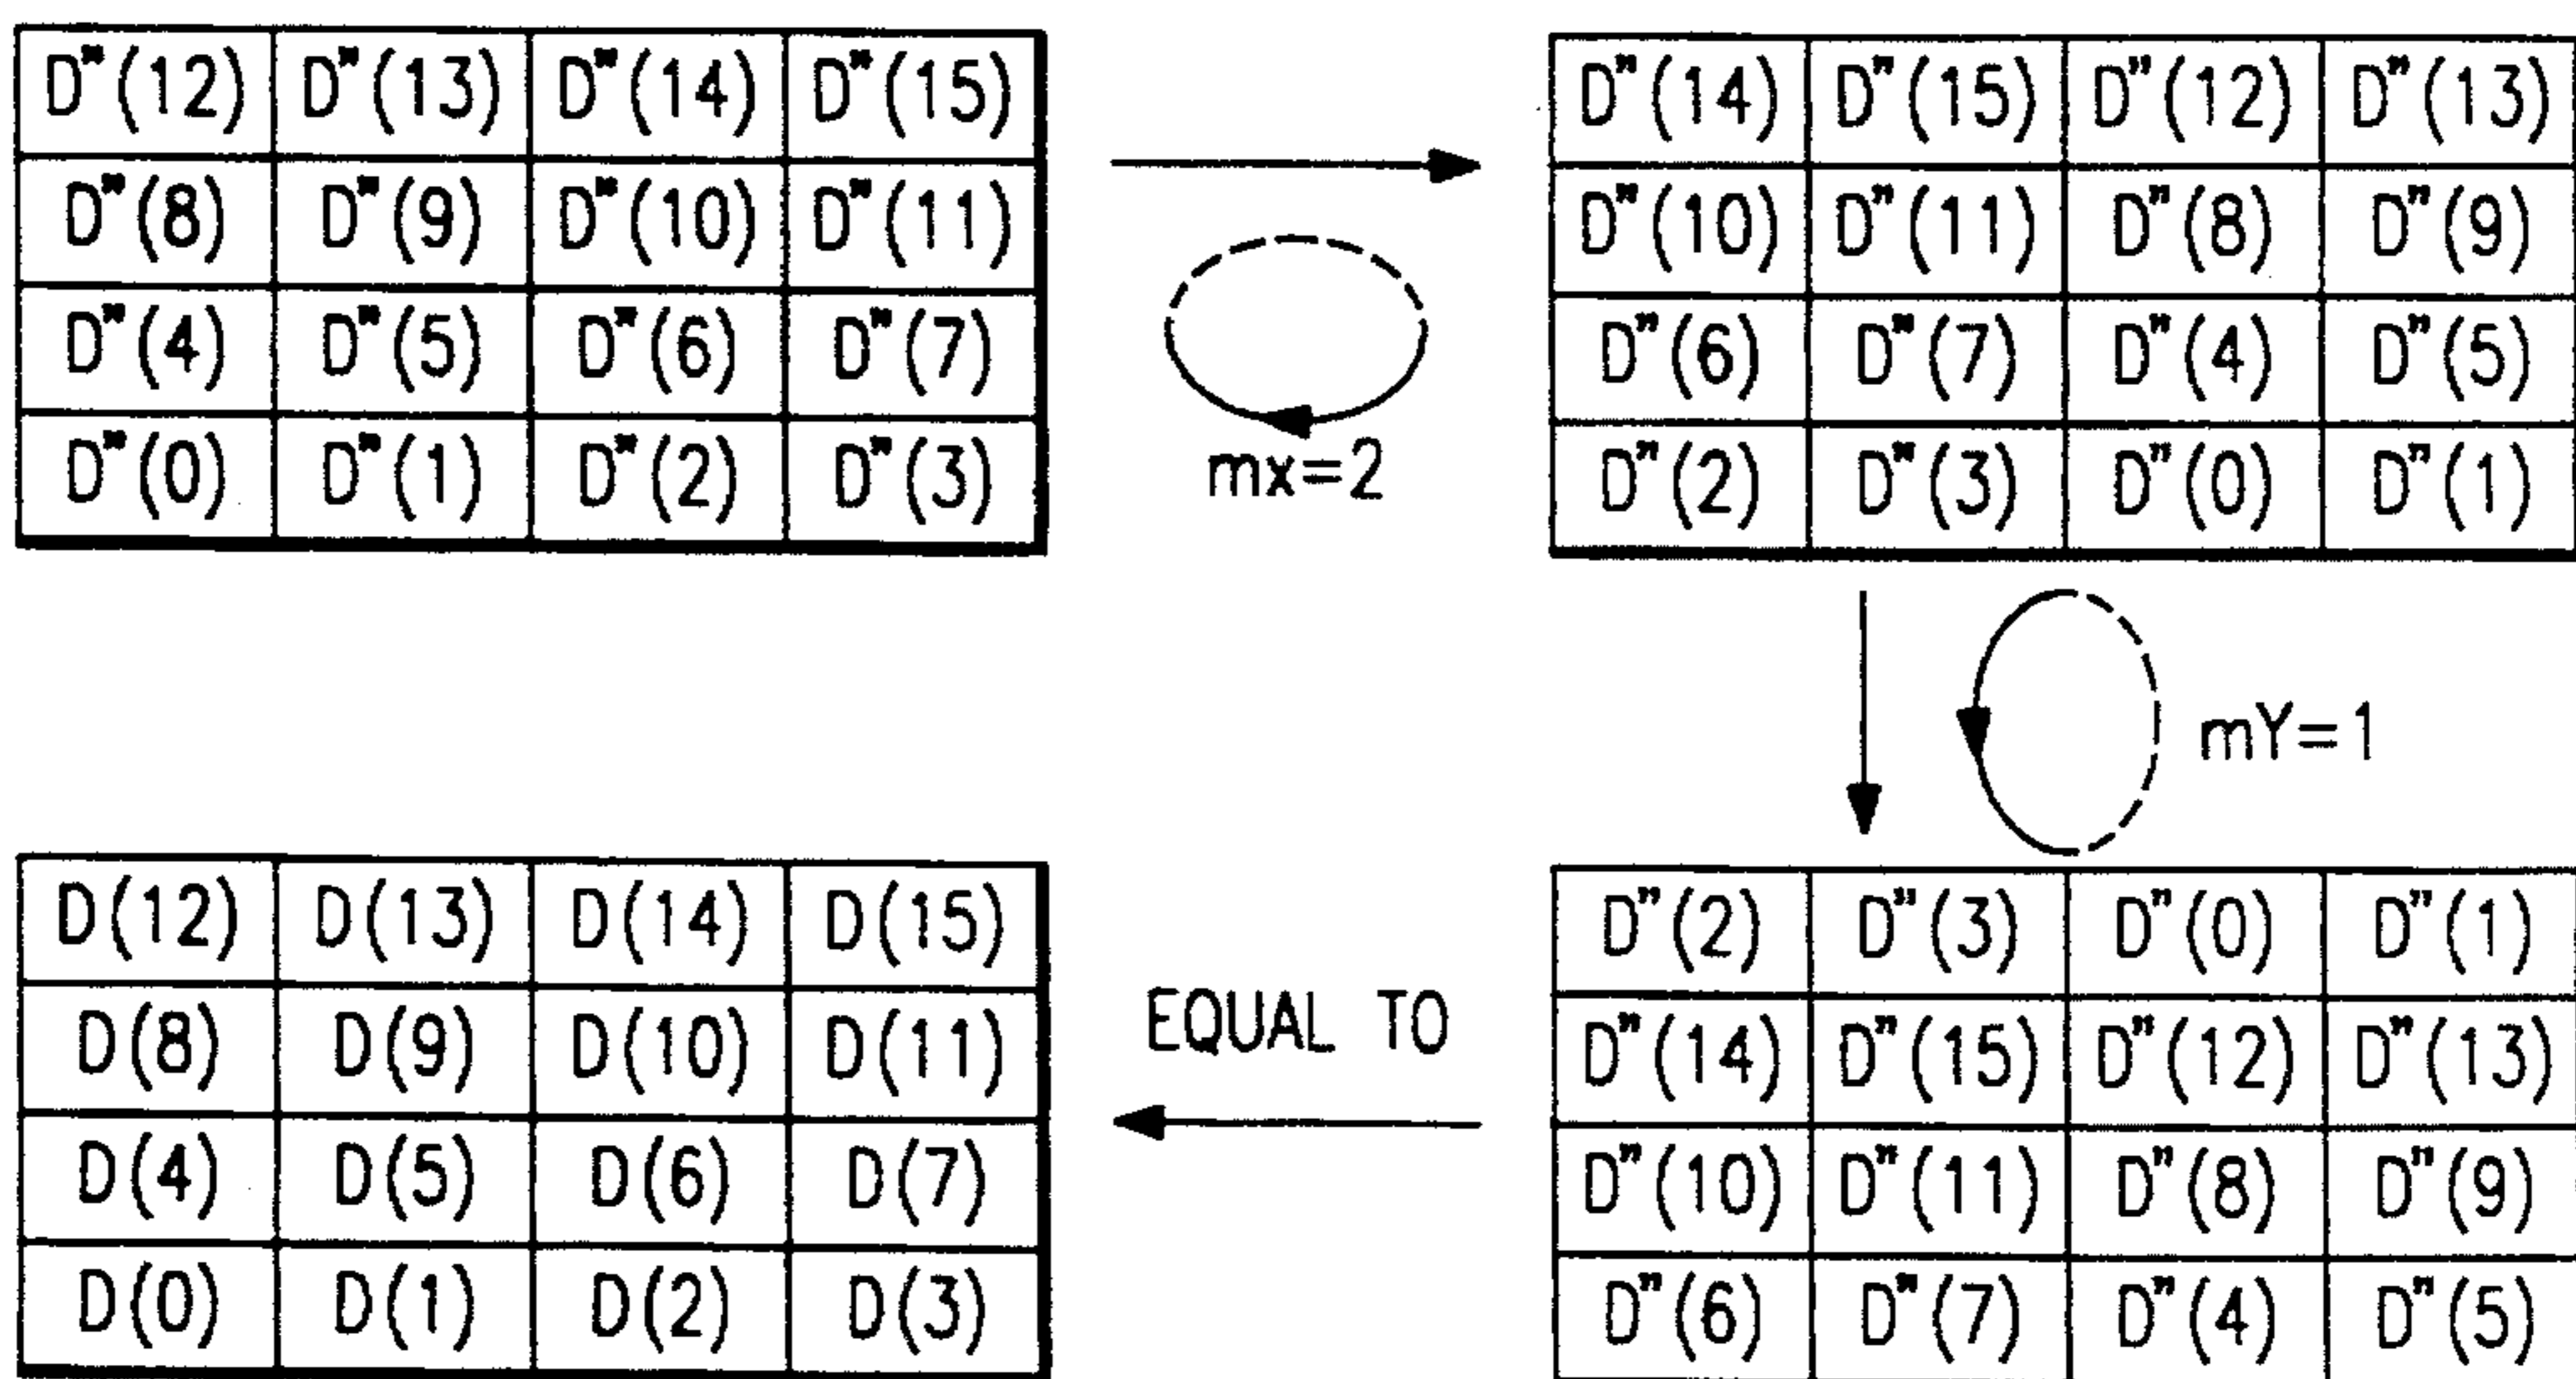 D"(12) D"(13) D"(14) D"(15)
D"(8) D"(9) D"(10) D"(11)
D"(4) D"(5) D"(6) D"(7)
D"(0) D"(1) D"(2) D"(3)
mx=2
D"(14) D"(15) D"(12) D"(13)
D"(10) D"(11) D"(8) D"(9)
D"(6) D"(7) D"(4) D"(5)
D"(2) D"(3) D"(0) D"(1)
mY=1
D"(2) D"(3) D"(0) D"(1)
D"(14) D"(15) D"(12) D"(13)
D"(10) D"(11) D"(8) D"(9)
D"(6) D"(7) D"(4) D"(5)
EQUAL TO
D(12) D(13) D(14) D(15)
D(8) D(9) D(10) D(11)
D(4) D(5) D(6) D(7)
D(0) D(1) D(2) D(3)